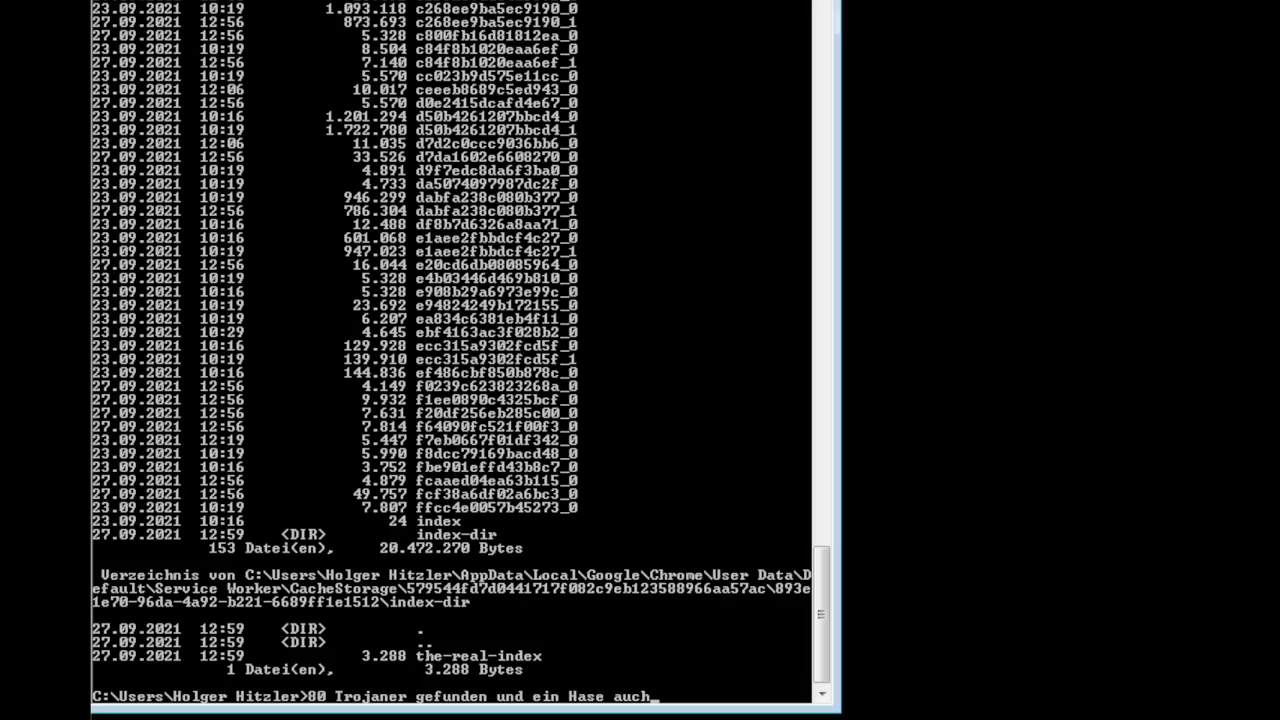 23.09.2021  10:19         1.093.118 c268ee9ba5ec9190_0
27.09.2021  12:56           873.693 c268ee9ba5ec9190_1
27.09.2021  12:56             5.328 c800fb16d81812ea_0
23.09.2021  10:19             8.504 c84f8b1020eaa6ef_0
27.09.2021  12:56             7.140 c84f8b1020eaa6ef_1
23.09.2021  10:19             5.570 cc023b9d575e11cc_0
23.09.2021  12:06            10.017 ceeeb8689c5ed943_0
27.09.2021  12:56             5.570 d0e2415dcafd4e67_0
23.09.2021  10:16         1.201.294 d50b4261207bbcd4_0
23.09.2021  10:19         1.722.780 d50b4261207bbcd4_1
23.09.2021  12:06            11.035 d7d2c0ccc9036bb6_0
27.09.2021  12:56            33.526 d7da1602e6608270_0
23.09.2021  10:19             4.891 d9f7edc8da6f3ba0_0
23.09.2021  10:19             4.733 da5074097987dc2f_0
23.09.2021  10:19           946.299 dabfa238c080b377_0
27.09.2021  12:56           786.304 dabfa238c080b377_1
23.09.2021  10:16            12.488 df8b7d6326a8aa71_0
23.09.2021  10:16           601.068 e1aee2fbbdcf4c27_0
23.09.2021  10:19           947.023 e1aee2fbbdcf4c27_1
27.09.2021  12:56            16.044 e20cd6db08085964_0
23.09.2021  10:16             5.328 e4b03446d469b810_0
23.09.2021  10:16             5.328 e908b29a6973e99c_0
23.09.2021  10:19            23.692 e94824249b172155_0
23.09.2021  10:19             6.207 ea834c6381eb4f11_0
23.09.2021  10:29             4.645 ebf4163ac3f028b2_0
23.09.2021  10:16           129.928 ecc315a9302fcd5f_0
23.09.2021  10:19           139.910 ecc315a9302fcd5f_1
23.09.2021  10:16           144.836 ef486cbf850b878c_0
27.09.2021  12:56             4.149 f0239c623823268a_0
27.09.2021  12:56             9.932 f1ee0890c4325bcf_0
27.09.2021  12:56             7.631 f20df256eb285c00_0
27.09.2021  12:56             7.814 f64090fc521f00f3_0
23.09.2021  12:19             5.447 f7eb0667f01df342_0
23.09.2021  10:16             5.990 f8dcc79169bacd48_0
23.09.2021  10:16             3.752 fbe901effd43b8c7_0
27.09.2021  12:56             4.879 fcaaed04ea63b115_0
27.09.2021  12:56            49.757 fcf38a6df02a6bc3_0
23.09.2021  10:19             7.807 ffcc4e0057b45273_0
23.09.2021  10:16                24 index
27.09.2021  12:59    <DIR>          index-dir
153 Datei(en),     20.472.270 Bytes
Verzeichnis von C:\Users\Holger Hitzler\AppData\Local\Google\Chrome\User Data\D
efault\Service Worker\CacheStorage\579544fd7d0441717f082c9eb123588966aa57ac\893e
1e70-96da-4a92-b221-6689ff1e1512\index-dir
27.09.2021  12:59    <DIR>          .
27.09.2021  12:59    <DIR>          ..
27.09.2021  12:59             3.288 the-real-index
1 Datei(en),          3.288 Bytes
C:\Users\Holger Hitzler>80 Trojaner gefunden und ein Hase auch_